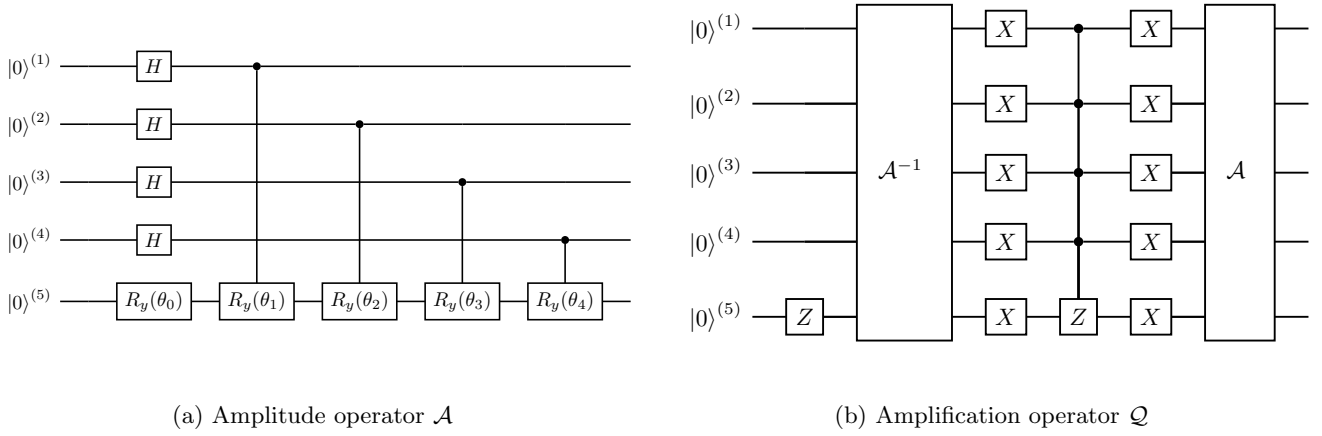 |0⟩^(1) H
|0⟩^(2) H
|0⟩^(3) H
|0⟩^(4) H
|0⟩^(5) R_y(θ_0) R_y(θ_1) R_y(θ_2) R_y(θ_3) R_y(θ_4)
(a) Amplitude operator 𝒜
|0⟩^(1) X X
|0⟩^(2) X X
|0⟩^(3) 𝒜^−1 X X 𝒜
|0⟩^(4) X X
|0⟩^(5) Z X Z X
(b) Amplification operator 𝒬